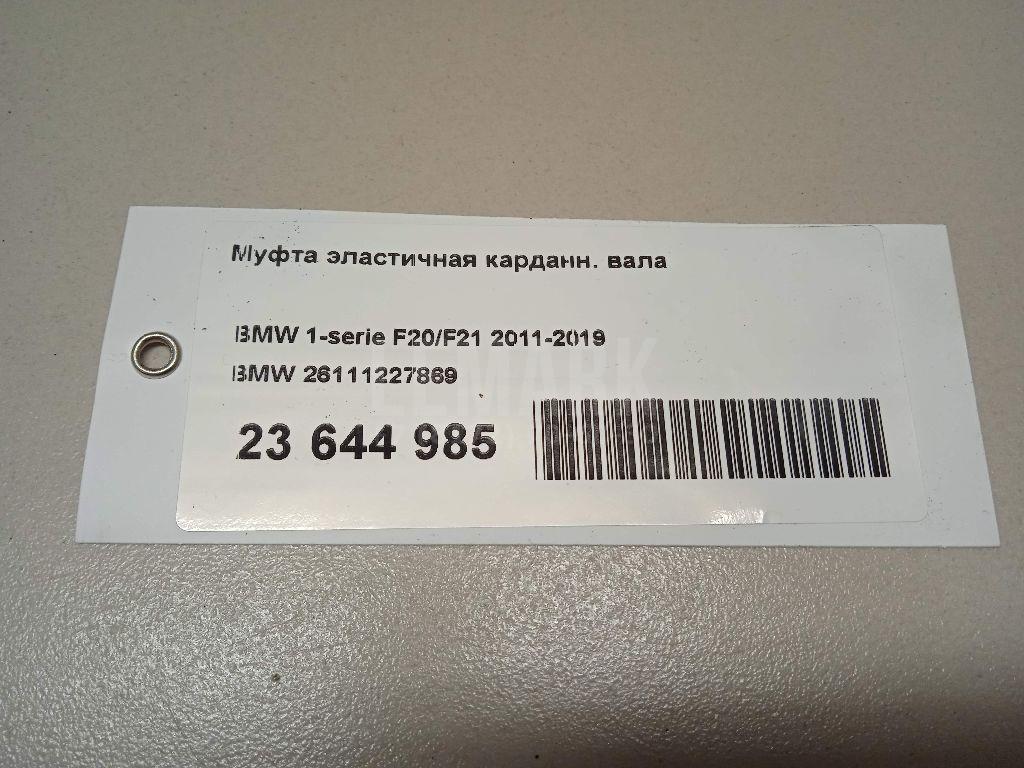 Муфта эластичная карданн. вала
BMW 1-serie F20/F21 2011-2019
BMW 26111227869
23 644 985